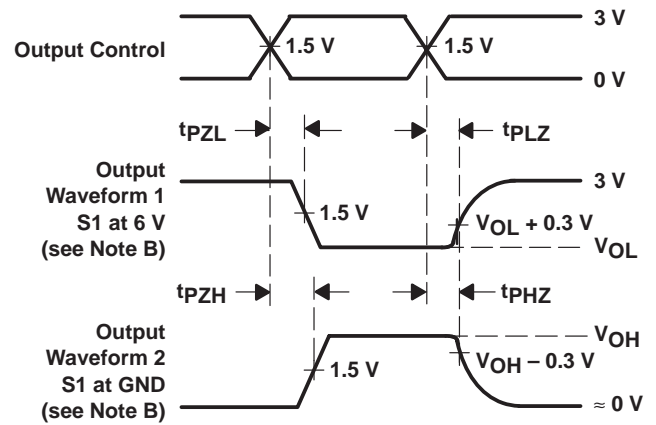 3 V
Output Control
1.5 V
1.5 V
0 V
tPZL
tPLZ
Output
Waveform 1
S1 at 6 V
(see Note B)
3 V
1.5 V
VOL + 0.3 V
VOL
tPZH
tPHZ
Output
Waveform 2
S1 at GND
(see Note B)
VOH
1.5 V
VOH – 0.3 V
≈ 0 V